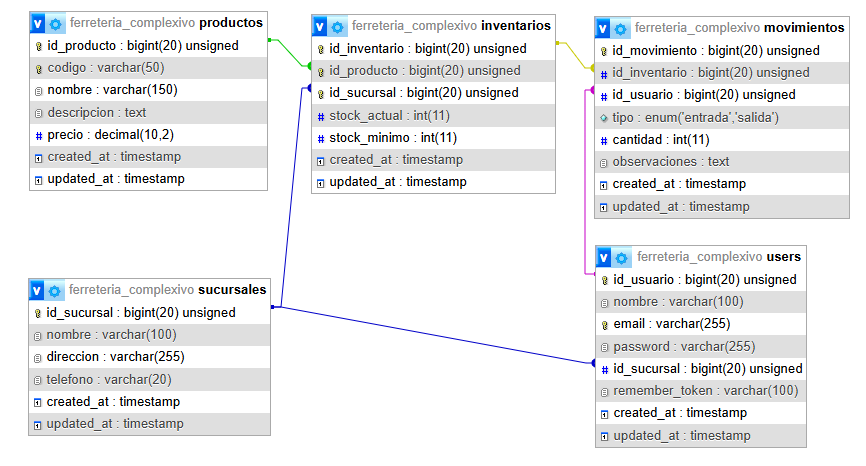 ferreteria_complexivo productos
id_producto : bigint(20) unsigned
codigo : varchar(50)
nombre : varchar(150)
descripcion : text
precio : decimal(10,2)
created_at : timestamp
updated_at : timestamp
ferreteria_complexivo inventarios
id_inventario : bigint(20) unsigned
id_producto : bigint(20) unsigned
id_sucursal : bigint(20) unsigned
stock_actual : int(11)
stock_minimo : int(11)
created_at : timestamp
updated_at : timestamp
ferreteria_complexivo movimientos
id_movimiento : bigint(20) unsigned
id_inventario : bigint(20) unsigned
id_usuario : bigint(20) unsigned
tipo : enum('entrada','salida')
cantidad : int(11)
observaciones : text
created_at : timestamp
updated_at : timestamp
ferreteria_complexivo sucursales
id_sucursal : bigint(20) unsigned
nombre : varchar(100)
direccion : varchar(255)
telefono : varchar(20)
created_at : timestamp
updated_at : timestamp
ferreteria_complexivo users
id_usuario : bigint(20) unsigned
nombre : varchar(100)
email : varchar(255)
password : varchar(255)
id_sucursal : bigint(20) unsigned
remember_token : varchar(100)
created_at : timestamp
updated_at : timestamp